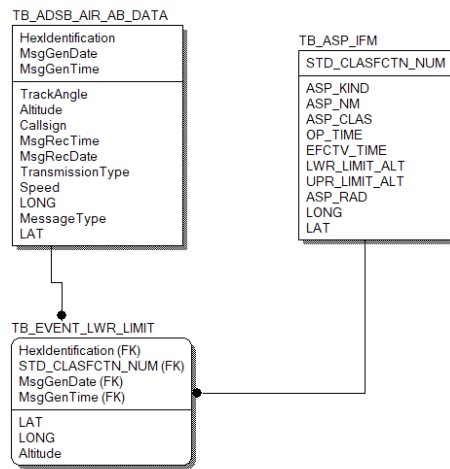 TB_ADSB_AIR_AB_DATA
HexIdentification
MsgGenDate
MsgGenTime
TrackAngle
Altitude
Callsign
MsgRecTime
MsgRecDate
TransmissionType
Speed
LONG
MessageType
LAT
TB_ASP_IFM
STD_CLASFCTN_NUM
ASP_KIND
ASP_NM
ASP_CLAS
OP_TIME
EFCTV_TIME
LWR_LIMIT_ALT
UPR_LIMIT_ALT
ASP_RAD
LONG
LAT
TB_EVENT_LWR_LIMIT
HexIdentification (FK)
STD_CLASFCTN_NUM (FK)
MsgGenDate (FK)
MsgGenTime (FK)
LAT
LONG
Altitude